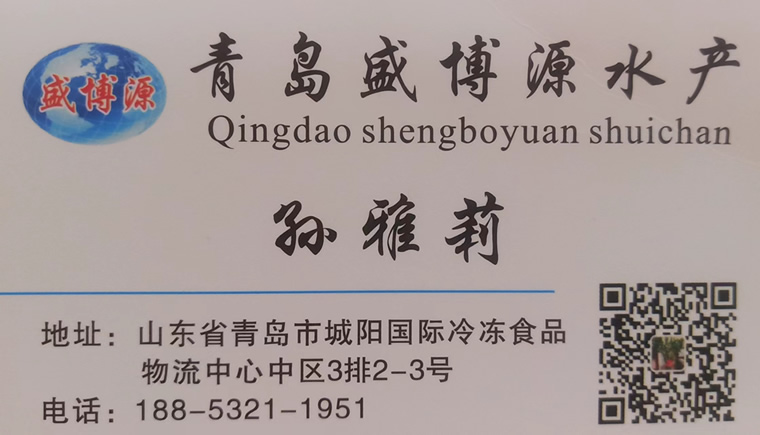 盛博源
青岛盛博源水产
Qingdao shengboyuan shuichan
孙雅莉
地址：山东省青岛市城阳国际冷冻食品
物流中心中区3排2-3号
电话：188-5321-1951